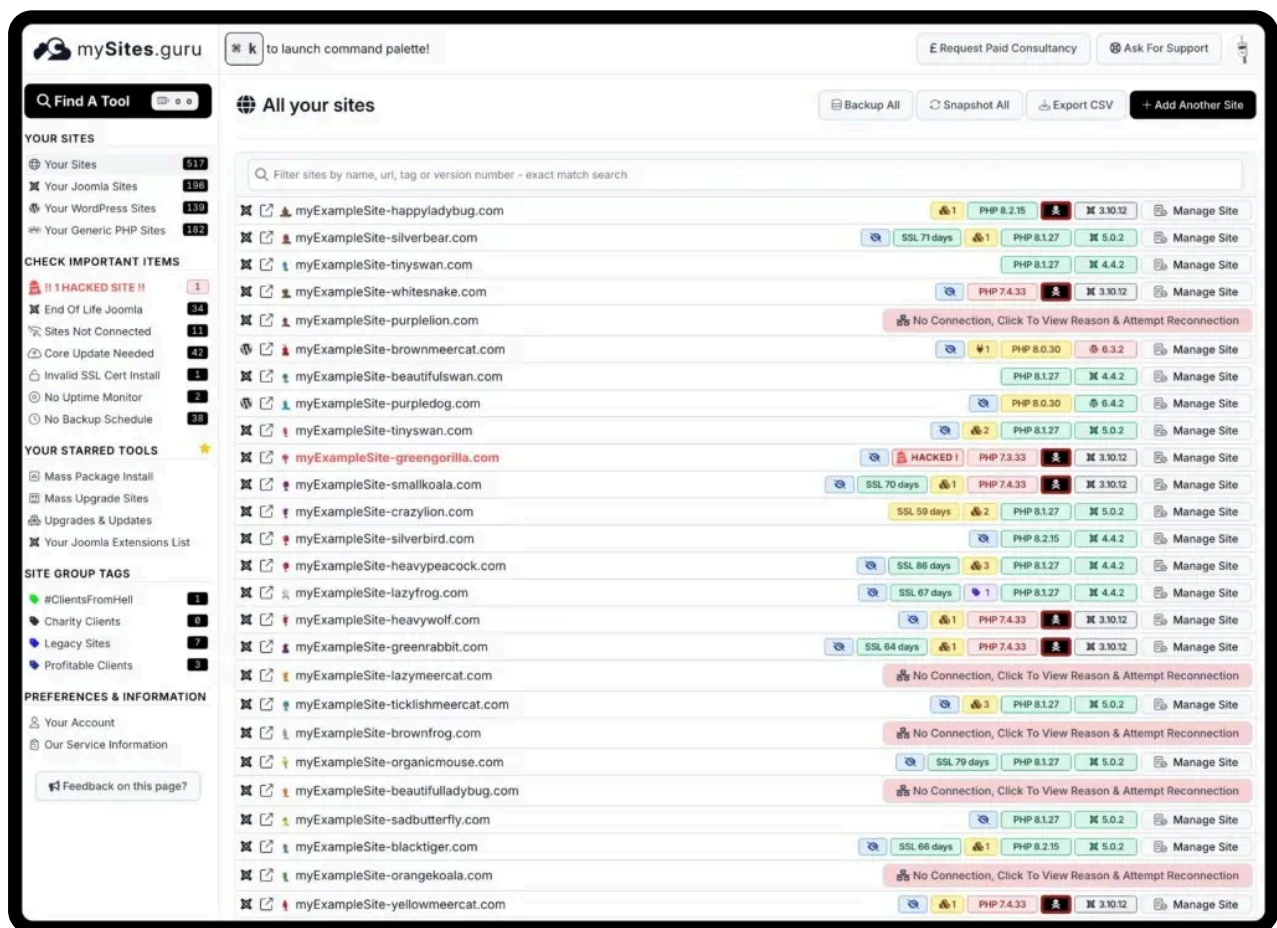 mySites.guru
⌘ k to launch command palette!
£ Request Paid Consultancy
Ask For Support
Find A Tool
All your sites
Backup All
Snapshot All
Export CSV
+ Add Another Site
YOUR SITES
Your Sites 517
Your Joomla Sites 196
Your WordPress Sites 139
Your Generic PHP Sites 182
CHECK IMPORTANT ITEMS
!! 1 HACKED SITE !! 1
End Of Life Joomla 34
Sites Not Connected 11
Core Update Needed 42
Invalid SSL Cert Install 1
No Uptime Monitor 2
No Backup Schedule 38
YOUR STARRED TOOLS
Mass Package Install
Mass Upgrade Sites
Upgrades & Updates
Your Joomla Extensions List
SITE GROUP TAGS
#ClientsFromHell 1
Charity Clients 0
Legacy Sites 7
Profitable Clients 3
PREFERENCES & INFORMATION
Your Account
Our Service Information
Feedback on this page?
Filter sites by name, url, tag or version number - exact match search
myExampleSite-happyladybug.com 1 PHP 8.2.15 3.10.12 Manage Site
myExampleSite-silverbear.com SSL 71 days 1 PHP 8.1.27 5.0.2 Manage Site
myExampleSite-tinyswan.com PHP 8.1.27 4.4.2 Manage Site
myExampleSite-whitesnake.com PHP 7.4.33 3.10.12 Manage Site
myExampleSite-purplelion.com No Connection, Click To View Reason & Attempt Reconnection
myExampleSite-brownmeercat.com 1 PHP 8.0.30 6.3.2 Manage Site
myExampleSite-beautifulswan.com PHP 8.1.27 4.4.2 Manage Site
myExampleSite-purpledog.com PHP 8.0.30 6.4.2 Manage Site
myExampleSite-tinyswan.com 2 PHP 8.1.27 5.0.2 Manage Site
myExampleSite-greengorilla.com HACKED ! PHP 7.3.33 3.10.12 Manage Site
myExampleSite-smallkoala.com SSL 70 days 1 PHP 7.4.33 3.10.12 Manage Site
myExampleSite-crazylion.com SSL 59 days 2 PHP 8.1.27 5.0.2 Manage Site
myExampleSite-silverbird.com PHP 8.2.15 4.4.2 Manage Site
myExampleSite-heavypeacock.com SSL 86 days 3 PHP 8.1.27 4.4.2 Manage Site
myExampleSite-lazyfrog.com SSL 67 days 1 PHP 8.1.27 4.4.2 Manage Site
myExampleSite-heavywolf.com 1 PHP 7.4.33 3.10.12 Manage Site
myExampleSite-greenrabbit.com SSL 64 days 1 PHP 7.4.33 3.10.12 Manage Site
myExampleSite-lazymeercat.com No Connection, Click To View Reason & Attempt Reconnection
myExampleSite-ticklishmeercat.com 3 PHP 8.1.27 5.0.2 Manage Site
myExampleSite-brownfrog.com No Connection, Click To View Reason & Attempt Reconnection
myExampleSite-organicmouse.com SSL 79 days PHP 8.1.27 5.0.2 Manage Site
myExampleSite-beautifulladybug.com No Connection, Click To View Reason & Attempt Reconnection
myExampleSite-sadbutterfly.com PHP 8.1.27 5.0.2 Manage Site
myExampleSite-blacktiger.com SSL 66 days 1 PHP 8.2.15 5.0.2 Manage Site
myExampleSite-orangekoala.com No Connection, Click To View Reason & Attempt Reconnection
myExampleSite-yellowmeercat.com 1 PHP 7.4.33 3.10.12 Manage Site